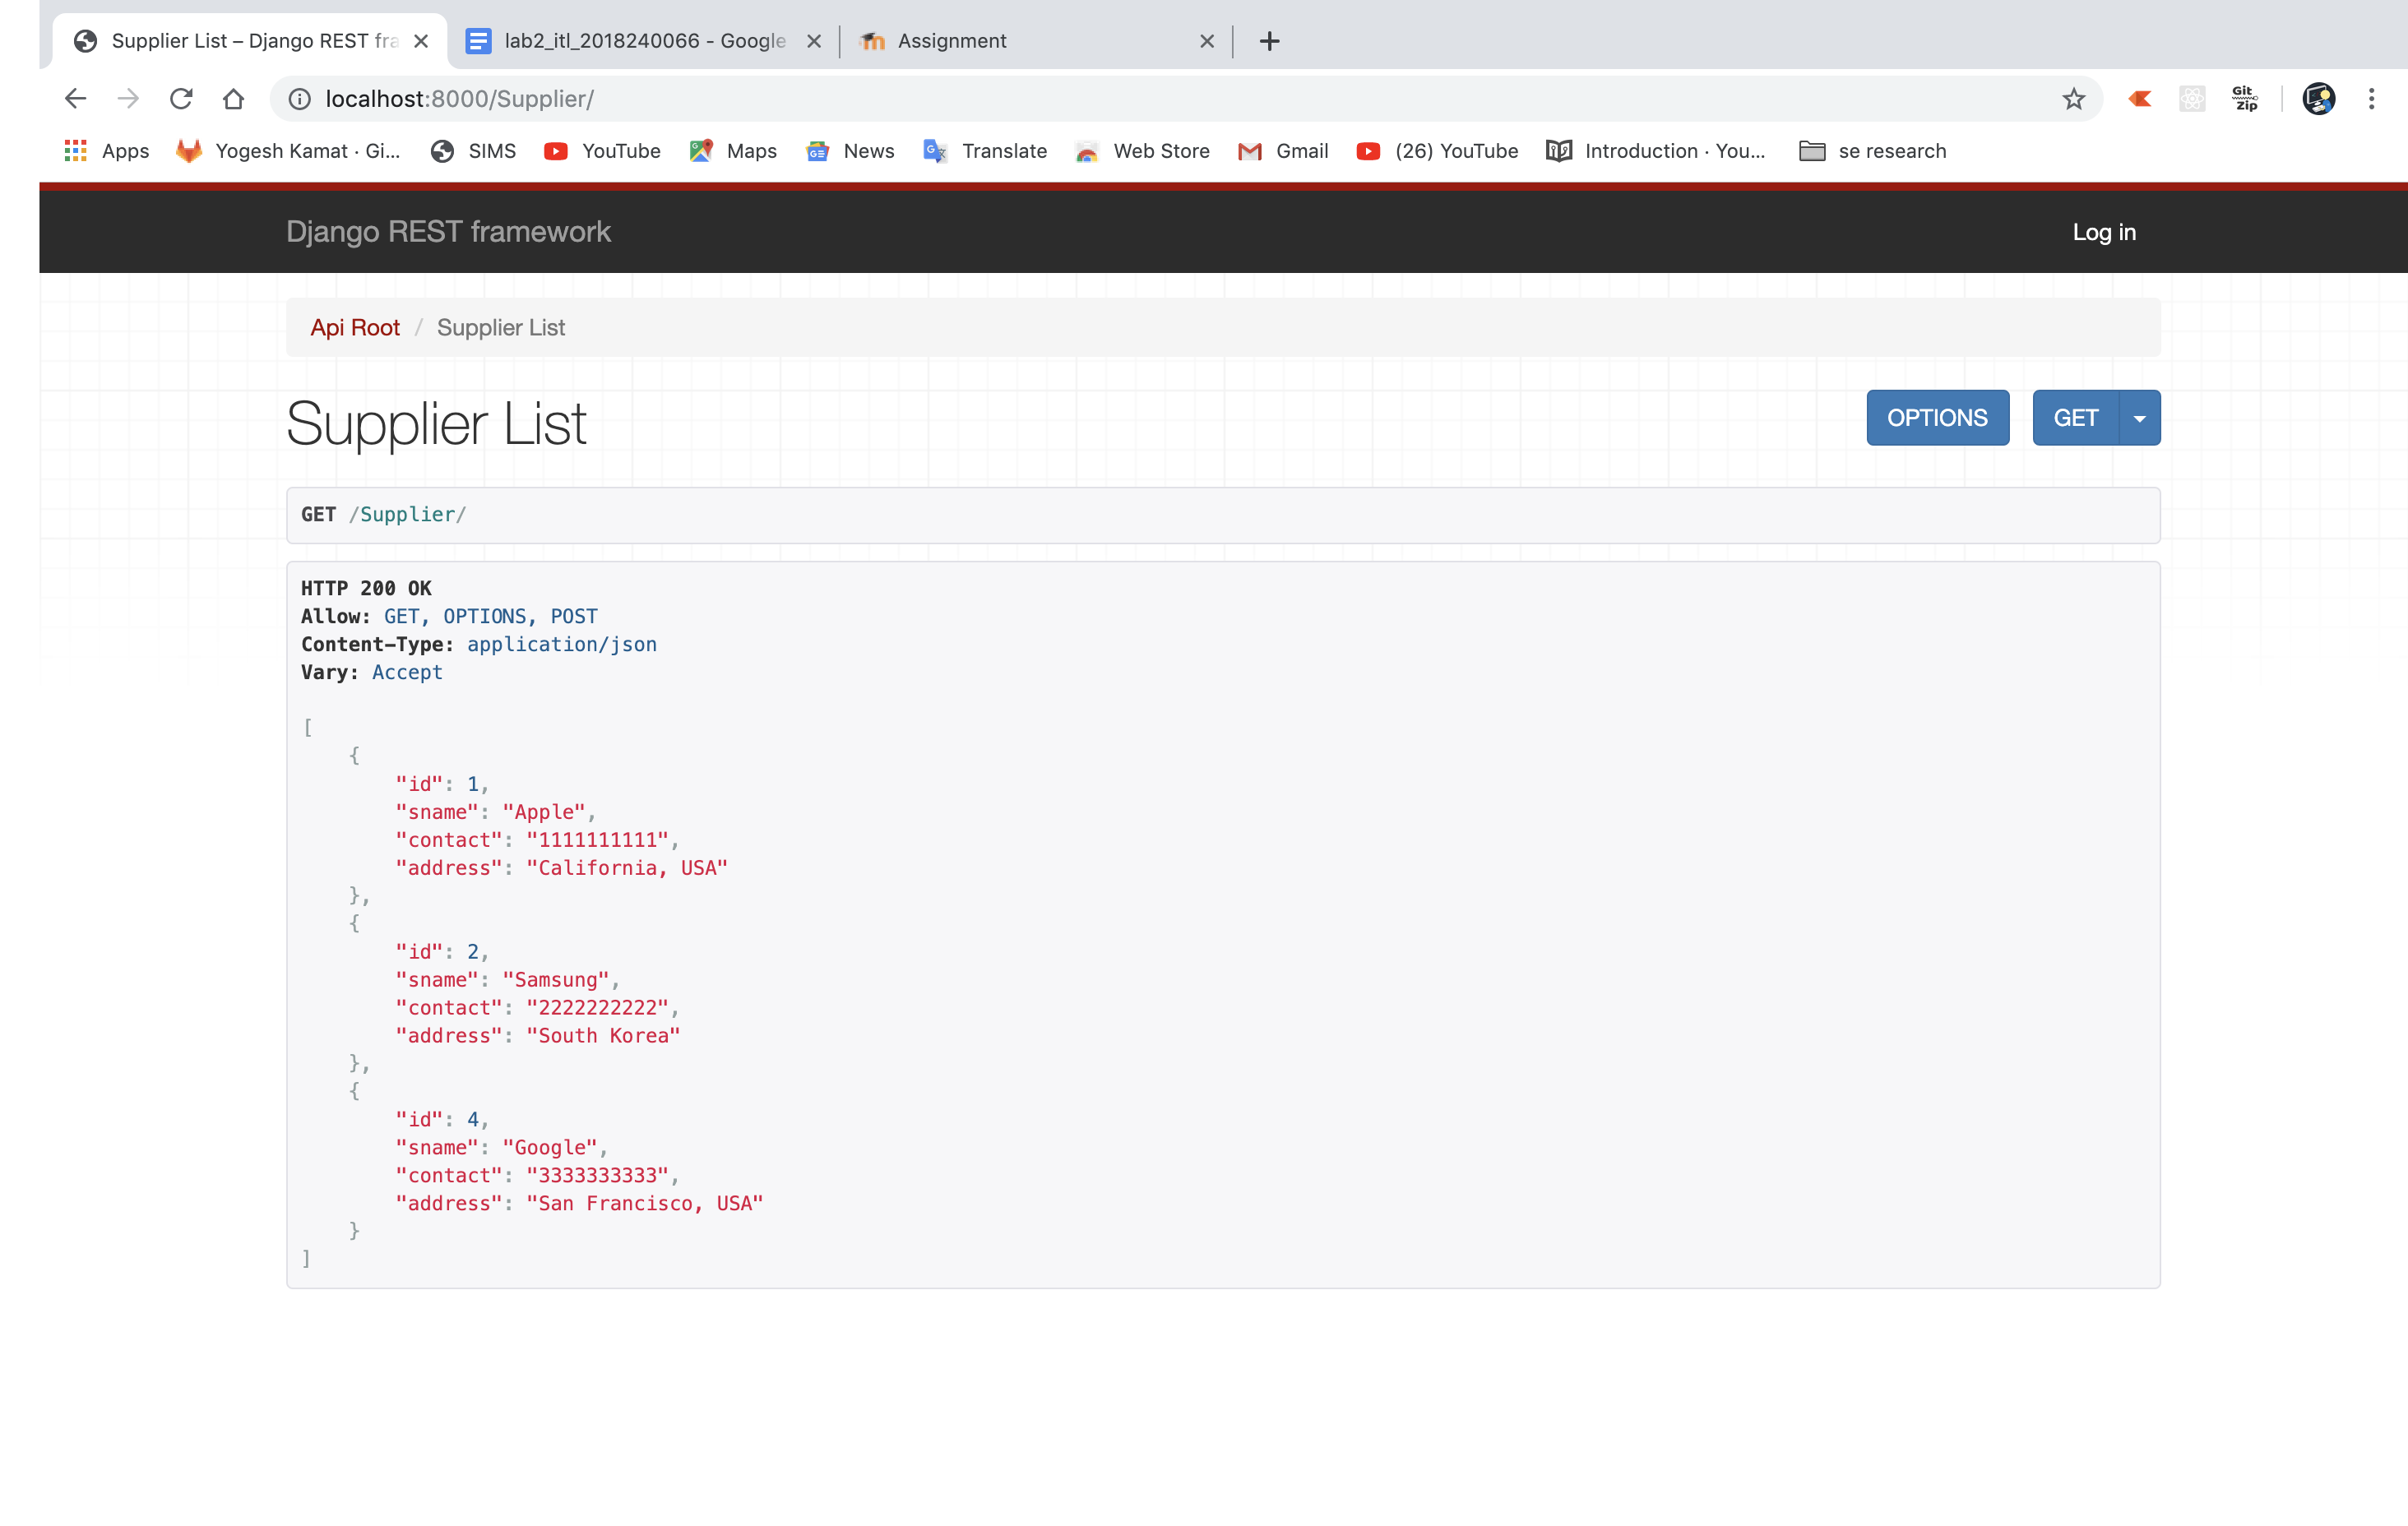 Supplier List – Django REST fra
lab2_itl_2018240066 - Google
Assignment
localhost:8000/Supplier/
Git Zip
Apps
Yogesh Kamat · Gi...
SIMS
YouTube
Maps
News
Translate
Web Store
Gmail
(26) YouTube
Introduction · You...
se research
Django REST framework
Log in
Api Root / Supplier List
Supplier List
OPTIONS
GET
GET /Supplier/
HTTP 200 OK
Allow: GET, OPTIONS, POST
Content-Type: application/json
Vary: Accept
[
    {
        "id": 1,
        "sname": "Apple",
        "contact": "1111111111",
        "address": "California, USA"
    },
    {
        "id": 2,
        "sname": "Samsung",
        "contact": "2222222222",
        "address": "South Korea"
    },
    {
        "id": 4,
        "sname": "Google",
        "contact": "3333333333",
        "address": "San Francisco, USA"
    }
]